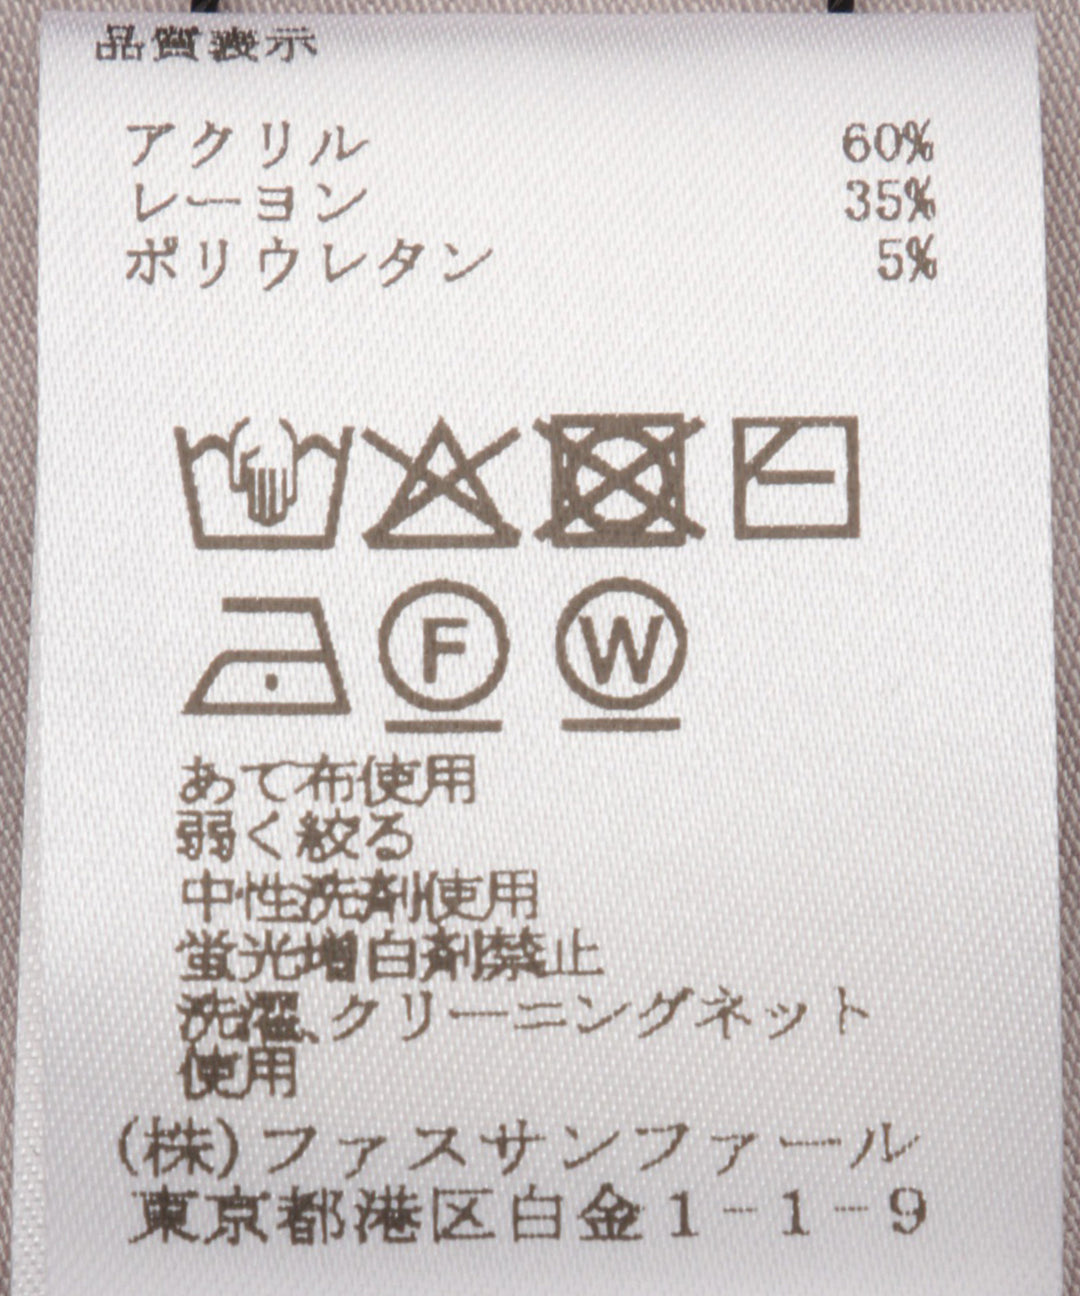 品質表示
アクリル 60%
レーヨン 35%
ポリウレタン 5%
F W
あて布使用
弱く絞る
中性洗剤使用
蛍光増白剤禁止
洗濯、クリーニングネット
使用
(株)ファスサンファール
東京都港区白金1-1-9